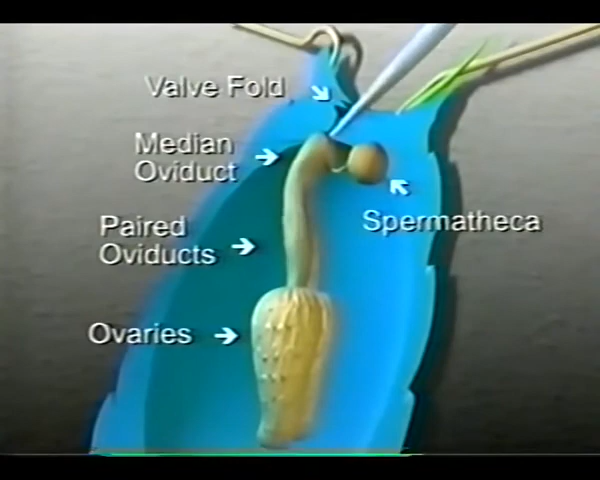 Valve Fold
Median
Oviduct
Spermatheca
Paired
Oviducts
Ovaries